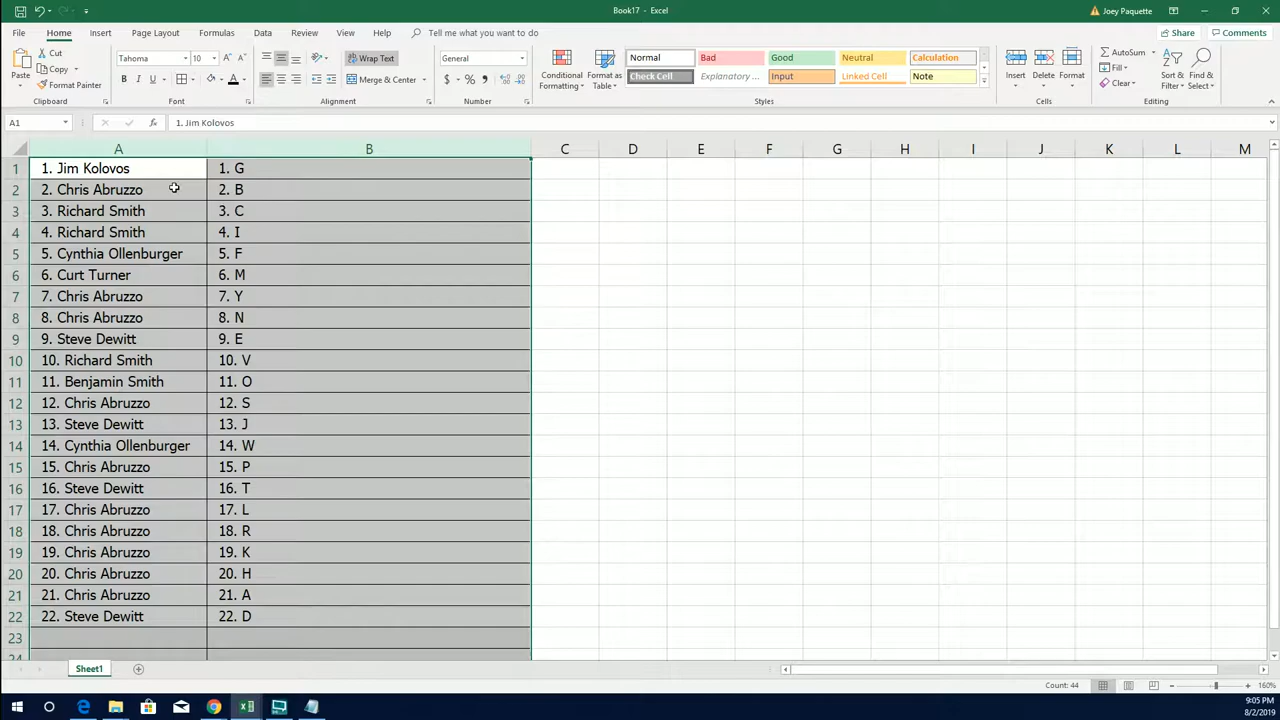 Book17 - Excel
Joey Paquette
File Home Insert Page Layout Formulas Data Review View Help Tell me what you want to do
Share Comments
Paste
Cut
Copy
Format Painter
Clipboard
Tahoma 10
B I U
Font
Wrap Text
Merge & Center
Alignment
General
$ % ,
Number
Conditional Formatting
Format as Table
Normal Bad Good Neutral Calculation
Check Cell Explanatory ... Input Linked Cell Note
Styles
Insert Delete Format
Cells
AutoSum
Fill
Clear
Sort & Filter
Find & Select
Editing
A1 fx 1. Jim Kolovos
A B C D E F G H I J K L M
1 1. Jim Kolovos 1. G
2 2. Chris Abruzzo 2. B
3 3. Richard Smith 3. C
4 4. Richard Smith 4. I
5 5. Cynthia Ollenburger 5. F
6 6. Curt Turner 6. M
7 7. Chris Abruzzo 7. Y
8 8. Chris Abruzzo 8. N
9 9. Steve Dewitt 9. E
10 10. Richard Smith 10. V
11 11. Benjamin Smith 11. O
12 12. Chris Abruzzo 12. S
13 13. Steve Dewitt 13. J
14 14. Cynthia Ollenburger 14. W
15 15. Chris Abruzzo 15. P
16 16. Steve Dewitt 16. T
17 17. Chris Abruzzo 17. L
18 18. Chris Abruzzo 18. R
19 19. Chris Abruzzo 19. K
20 20. Chris Abruzzo 20. H
21 21. Chris Abruzzo 21. A
22 22. Steve Dewitt 22. D
23
24
Sheet1
Count: 44 160%
9:05 PM
8/2/2019